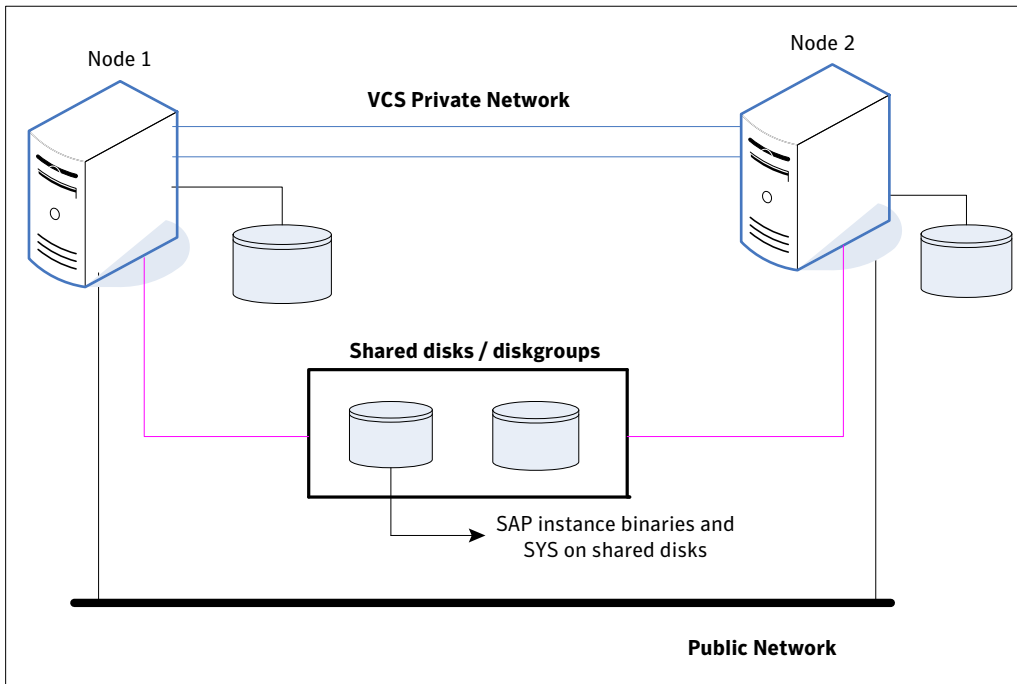 Node 1
Node 2
VCS Private Network
Shared disks / diskgroups
SAP instance binaries and
SYS on shared disks
Public Network